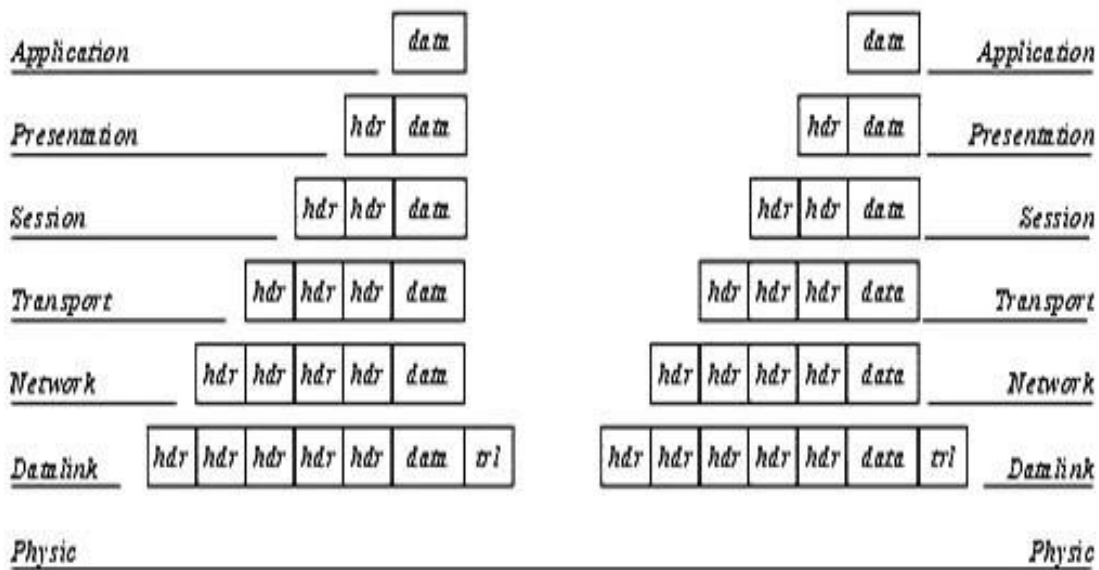 Application data data Application
Presentation hdr data hdr data Presentation
Session hdr hdr data hdr hdr data Session
Transport hdr hdr hdr data hdr hdr hdr data Transport
Network hdr hdr hdr hdr data hdr hdr hdr hdr data Network
Datalink hdr hdr hdr hdr hdr data trl hdr hdr hdr hdr hdr data trl Datalink
Physic Physic